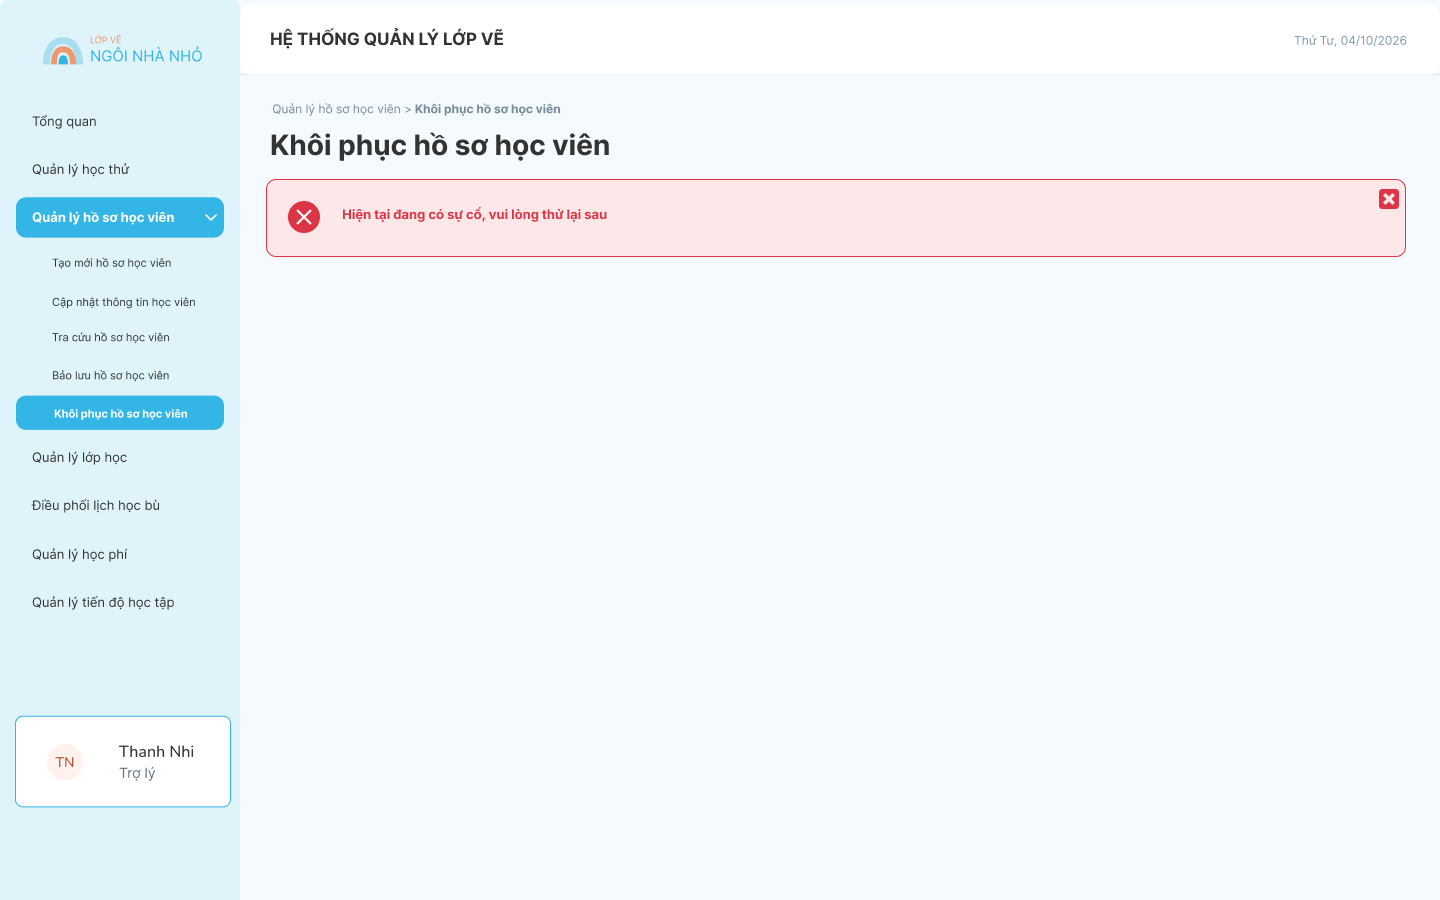 LỚP VẼ
NGÔI NHÀ NHỎ
HỆ THỐNG QUẢN LÝ LỚP VẼ
Thứ Tư, 04/10/2026
Tổng quan
Quản lý học thử
Quản lý hồ sơ học viên
Tạo mới hồ sơ học viên
Cập nhật thông tin học viên
Tra cứu hồ sơ học viên
Bảo lưu hồ sơ học viên
Khôi phục hồ sơ học viên
Quản lý lớp học
Điều phối lịch học bù
Quản lý học phí
Quản lý tiến độ học tập
TN
Thanh Nhi
Trợ lý
Quản lý hồ sơ học viên > Khôi phục hồ sơ học viên
Khôi phục hồ sơ học viên
Hiện tại đang có sự cố, vui lòng thử lại sau